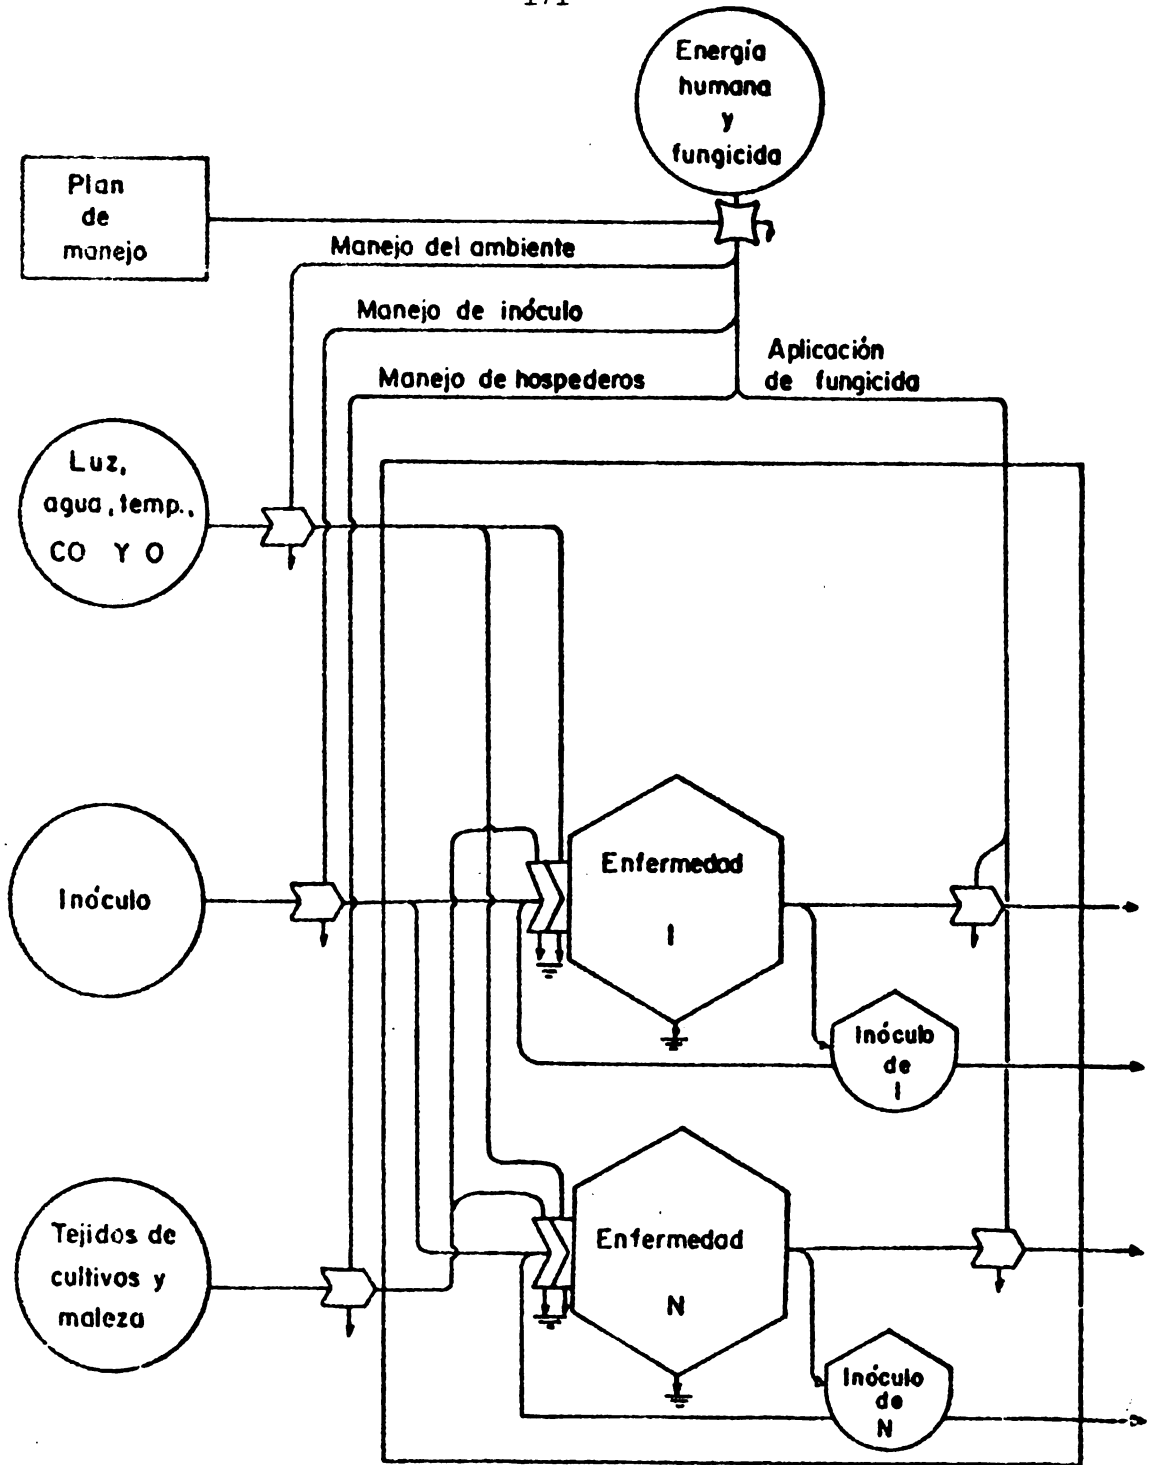 Energía
humana
y
fungicida
Plan
de
manejo
Manejo del ambiente
Manejo de inóculo
Manejo de hospederos
Aplicación
de fungicida
Luz,
agua, temp.,
CO Y O
Inóculo
Enfermedad
I
Inóculo
de
I
Tejidos de
cultivos y
maleza
Enfermedad
N
Inóculo
de
N